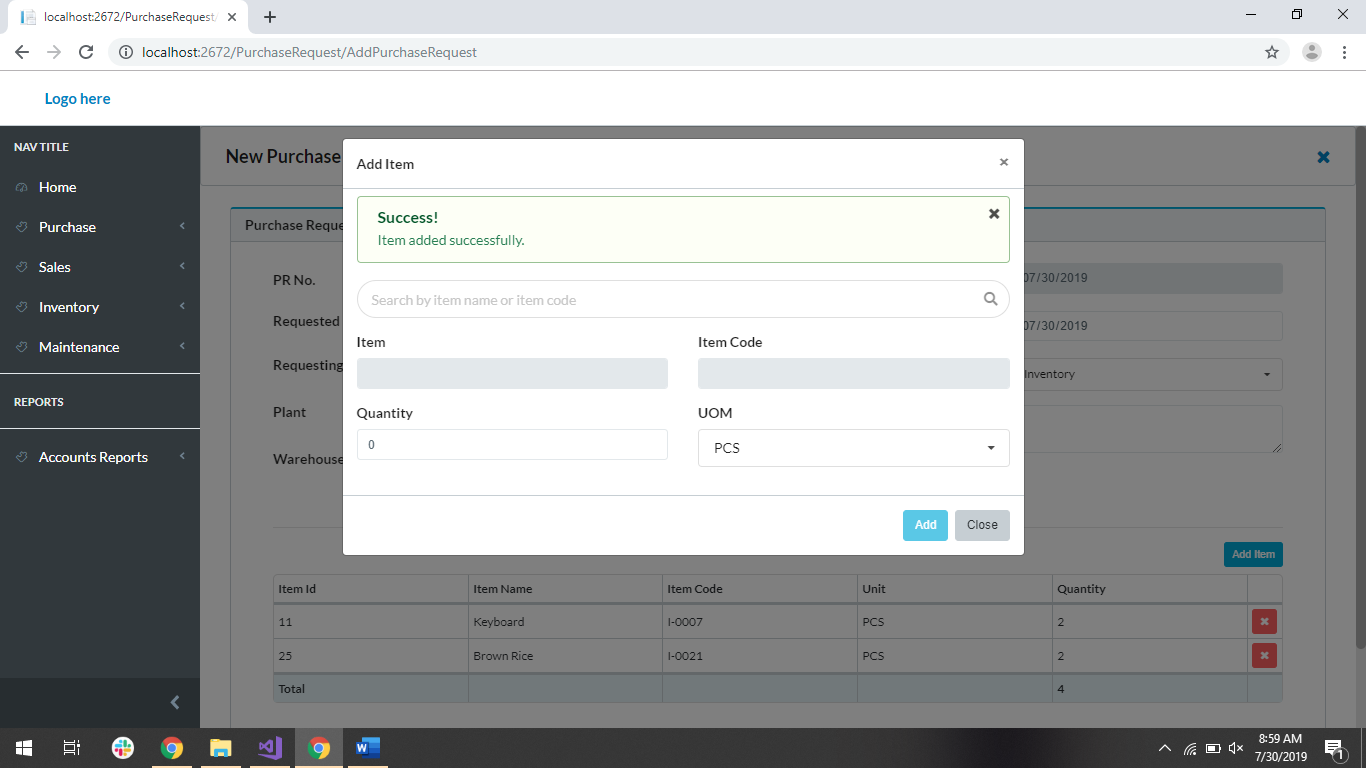 localhost:2672/PurchaseRequest
localhost:2672/PurchaseRequest/AddPurchaseRequest
Logo here
NAV TITLE
Home
Purchase
Sales
Inventory
Maintenance
REPORTS
Accounts Reports
New Purchase
Purchase Reque
PR No.
07/30/2019
Requested
07/30/2019
Requesting
Inventory
Plant
Warehouse
Add Item
×
Success!
Item added successfully.
Search by item name or item code
Item
Item Code
Quantity
UOM
0
PCS
Add
Close
Add Item
Item Id Item Name Item Code Unit Quantity
11 Keyboard I-0007 PCS 2
25 Brown Rice I-0021 PCS 2
Total 4
8:59 AM
7/30/2019
1